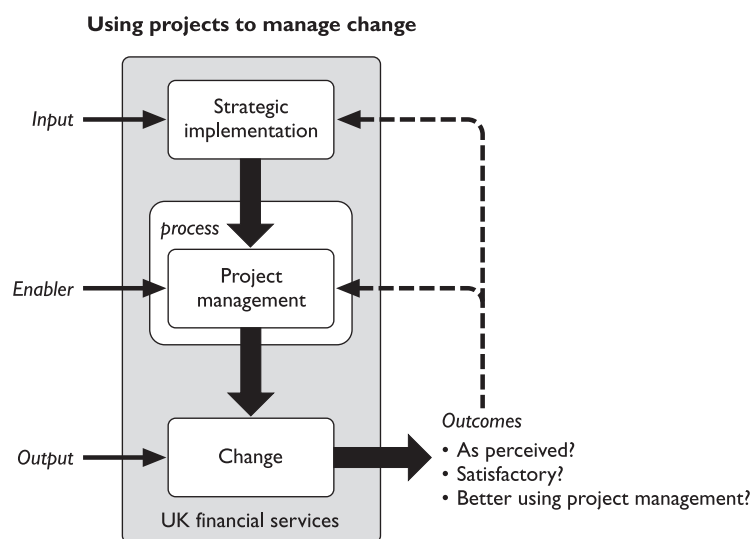 Using projects to manage change
Input
Strategic
implementation
process
Enabler
Project
management
Output
Change
Outcomes
• As perceived?
• Satisfactory?
• Better using project management?
UK financial services